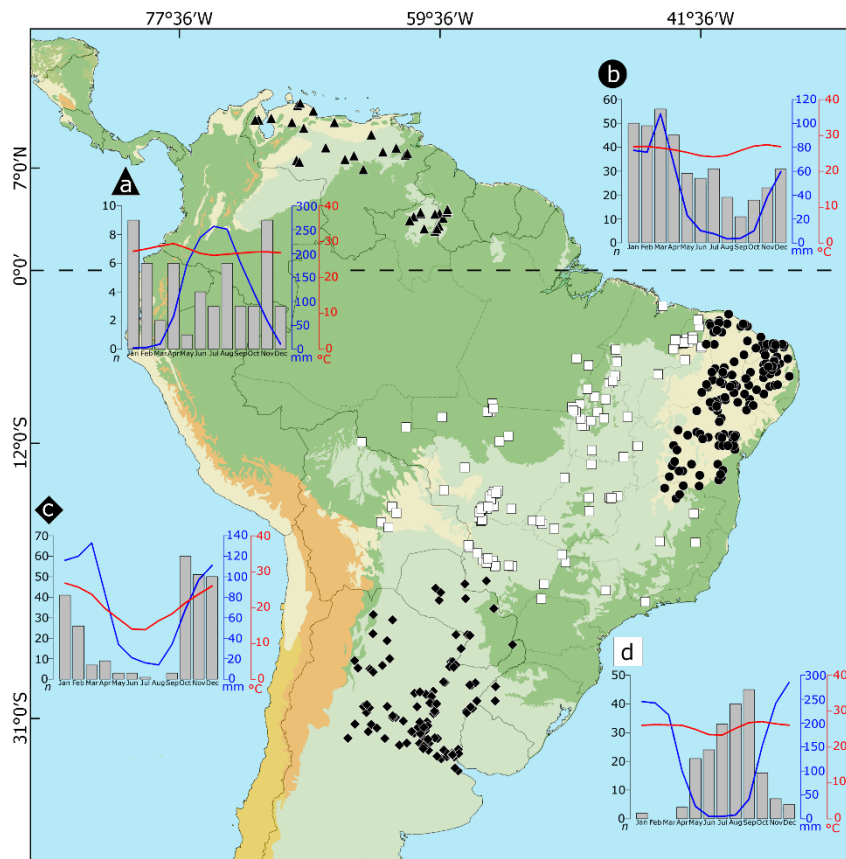 77°36'W 59°36'W 41°36'W
7°N
0°0'
12°S
31°0'S
a
10 300 40
8 250 30
6 200
4 150 20
2 100 10
0 50 0
0
n Jan Feb Mar Apr May Jun Jul Aug Sep Oct Nov Dec mm °C
b
60 120 40
50 100 30
40 80
30 60 20
20 40 10
10 20
0 0 0
n Jan Feb Mar Apr May Jun Jul Aug Sep Oct Nov Dec mm °C
c
70 140 40
60 120
50 100 30
40 80 20
30 60
20 40 10
10 20
0 0 0
n Jan Feb Mar Apr May Jun Jul Aug Sep Oct Nov Dec mm °C
d
50 300 40
40 250 30
30 200
20 150 20
10 100 10
0 50 0
0
n Jan Feb Mar Apr May Jun Jul Aug Sep Oct Nov Dec mm °C